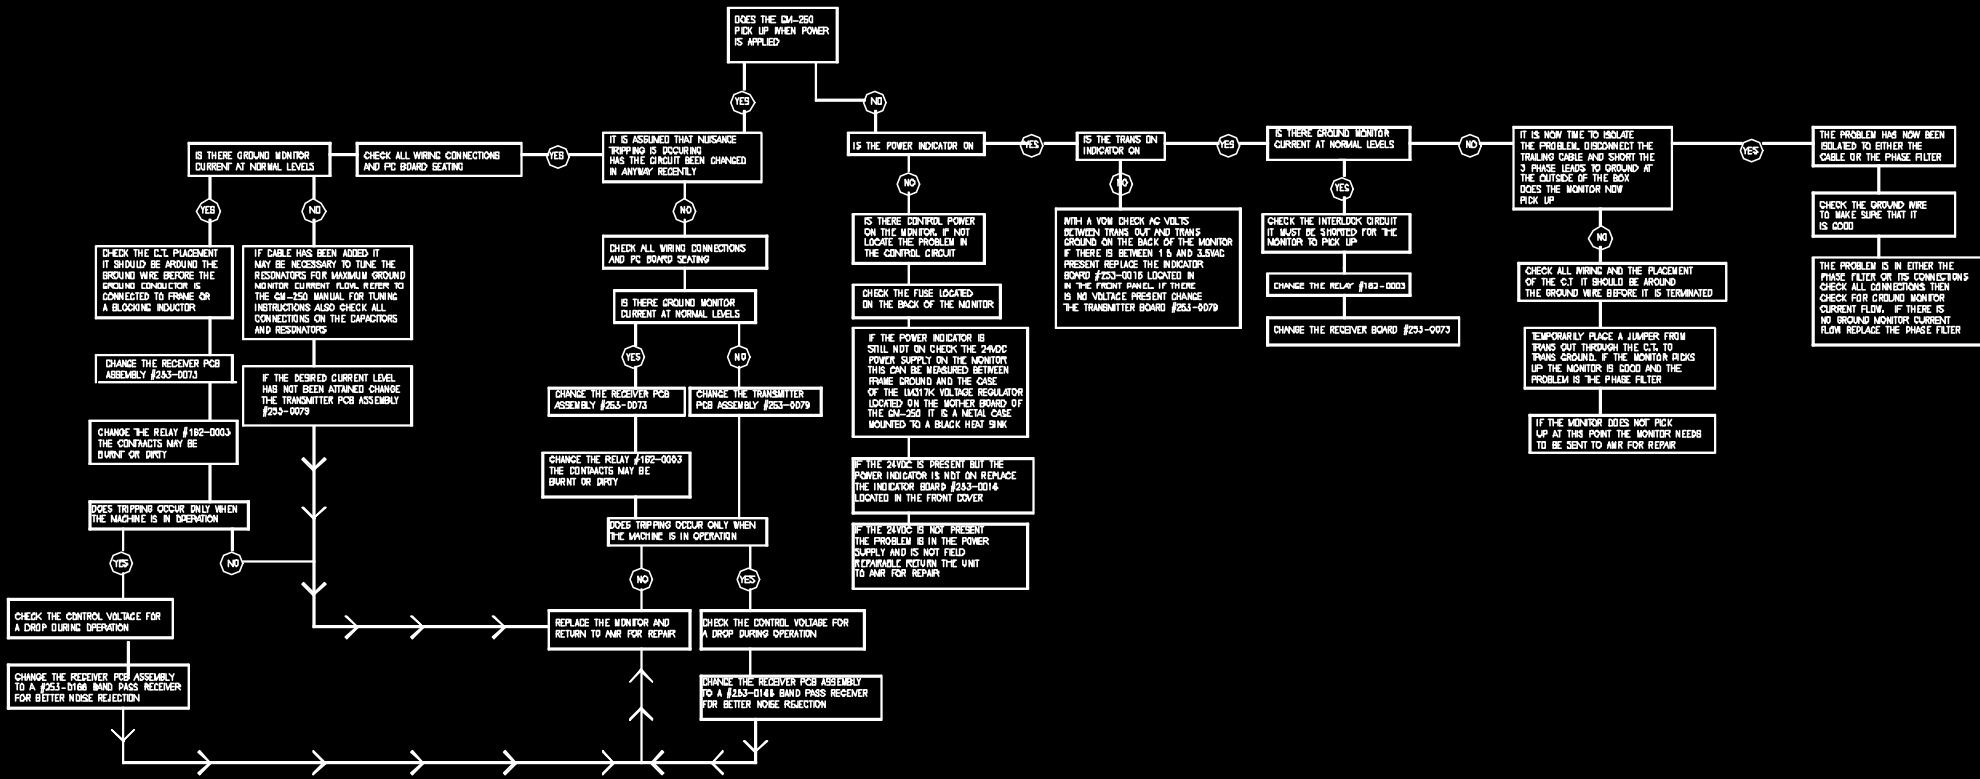 DOES THE GM-250
PICK UP WHEN POWER
IS APPLIED
YES
NO
IS THERE GROUND MONITOR
CURRENT AT NORMAL LEVELS
CHECK ALL WIRING CONNECTIONS
AND PC BOARD SEATING
YES
IT IS ASSUMED THAT NUISANCE
TRIPPING IS OCCURING
HAS THE CIRCUIT BEEN CHANGED
IN ANYWAY RECENTLY
YES
NO
CHECK THE C.T. PLACEMENT
IT SHOULD BE AROUND THE
GROUND WIRE BEFORE THE
GROUND CONDUCTOR IS
CONNECTED TO FRAME OR
A BLOCKING INDUCTOR
IF CABLE HAS BEEN ADDED IT
MAY BE NECESSARY TO TUNE THE
RESONATORS FOR MAXIMUM GROUND
MONITOR CURRENT FLOW. REFER TO
THE GM-250 MANUAL FOR TUNING
INSTRUCTIONS ALSO CHECK ALL
CONNECTIONS ON THE CAPACITORS
AND RESONATORS
CHANGE THE RECEIVER PCB
ASSEMBLY #253-0073
IF THE DESIRED CURRENT LEVEL
HAS NOT BEEN ATTAINED CHANGE
THE TRANSMITTER PCB ASSEMBLY
#253-0079
CHANGE THE RELAY #162-0003
THE CONTRACTS MAY BE
BURNT OR DIRTY
DOES TRIPPING OCCUR ONLY WHEN
THE MACHINE IS IN OPERATION
YES
NO
CHECK THE CONTROL VOLTAGE FOR
A DROP DURING OPERATION
CHANGE THE RECEIVER PCB ASSEMBLY
TO A #253-0166 BAND PASS RECEIVER
FOR BETTER NOISE REJECTION
NO
CHECK ALL WIRING CONNECTIONS
AND PC BOARD SEATING
IS THERE GROUND MONITOR
CURRENT AT NORMAL LEVELS
YES
NO
CHANGE THE RECEIVER PCB
ASSEMBLY #253-0073
CHANGE THE TRANSMITTER
PCB ASSEMBLY #253-0079
CHANGE THE RELAY #162-0003
THE CONTAACTS MAY BE
BURNT OR DIRTY
DOES TRIPPING OCCUR ONLY WHEN
THE MACHINE IS IN OPERATION
NO
YES
REPLACE THE MONITOR AND
RETURN TO AMR FOR REPAIR
CHECK THE CONTROL VOLTAGE FOR
A DROP DURING OPERATION
CHANGE THE RECEIVER PCB ASSEMBLY
TO A BAND PASS RECEIVER
FOR BETTER NOISE REJECTION
IS THE POWER INDICATOR ON
NO
IS THERE CONTROL POWER
ON THE MONITOR. IF NOT
LOCATE THE PROBLEM IN
THE CONTROL CIRCUIT
CHECK THE FUSE LOCATED
ON THE BACK OF THE MONITOR
IF THE POWER INDICATOR IS
STILL NOT ON CHECK THE 24VDC
POWER SUPPLY ON THE MONITOR
THIS CAN BE MEASURED BETWEEN
FRAME GROUND AND THE CASE
OF THE LM317K VOLTAGE REGULATOR
LOCATED ON THE MOTHER BOARD OF
THE GM-250 IT IS A METAL CASE
MOUNTED TO A BLACK HEAT SINK
IF THE 24VDC IS PRESENT BUT THE
POWER INDICATOR IS NOT ON REPLACE
THE INDICATOR BOARD #253-0016
LOCATED IN THE FRONT COVER
IF THE 24VDC IS NOT PRESENT
THE PROBLEM IS IN THE POWER
SUPPLY AND IS NOT FIELD
REPAIRABLE RETURN THE UNIT
TO AMR FOR REPAIR
YES
IS THE TRANS ON
INDICATOR ON
NO
WITH A VOM CHECK AC VOLTS
BETWEEN TRANS OUT AND TRANS
GROUND ON THE BACK OF THE MONITOR
IF THERE IS BETWEEN 1.5 AND 3.5VAC
PRESENT REPLACE THE INDICATOR
BOARD #253-0016 LOCATED IN
IN THE FRONT PANEL. IF THERE
IS NO VOLTAGE PRESENT CHANGE
THE TRANSMITTER BOARD #253-0079
YES
IS THERE GROUND MONITOR
CURRENT AT NORMAL LEVELS
YES
CHECK THE INTERLOCK CIRCUIT
IT MUST BE SHORTED FOR THE
MONITOR TO PICK UP
CHANGE THE RELAY #162-0003
CHANGE THE RECEIVER BOARD #253-0073
NO
IT IS NOW TIME TO ISOLATE
THE PROBLEM. DISCONNECT THE
TRAILING CABLE AND SHORT THE
3 PHASE LEADS TO GROUND AT
THE OUTSIDE OF THE BOX
DOES THE MONITOR NOW
PICK UP
NO
CHECK ALL WIRING AND THE PLACEMENT
OF THE C.T IT SHOULD BE AROUND
THE GROUND WIRE BEFORE IT IS TERMINATED
TEMPORARILY PLACE A JUMPER FROM
TRANS OUT THROUGH THE C.T. TO
TRANS GROUND. IF THE MONITOR PICKS
UP THE MONITOR IS GOOD AND THE
PROBLEM IS THE PHASE FILTER
IF THE MONITOR DOES NOT PICK
UP AT THIS POINT THE MONITOR NEEDS
TO BE SENT TO AMR FOR REPAIR
YES
THE PROBLEM HAS NOW BEEN
ISOLATED TO EITHER THE
CABLE OR THE PHASE FILTER
CHECK THE GROUND WIRE
TO MAKE SURE THAT IT
IS GOOD
THE PROBLEM IS IN EITHER THE
PHASE FILTER OR ITS CONNECTIONS
CHECK ALL CONNECTIONS THEN
CHECK FOR GROUND MONITOR
CURRENT FLOW. IF THERE IS
NO GROUND MONITOR CURRENT
FLOW REPLACE THE PHASE FILTER